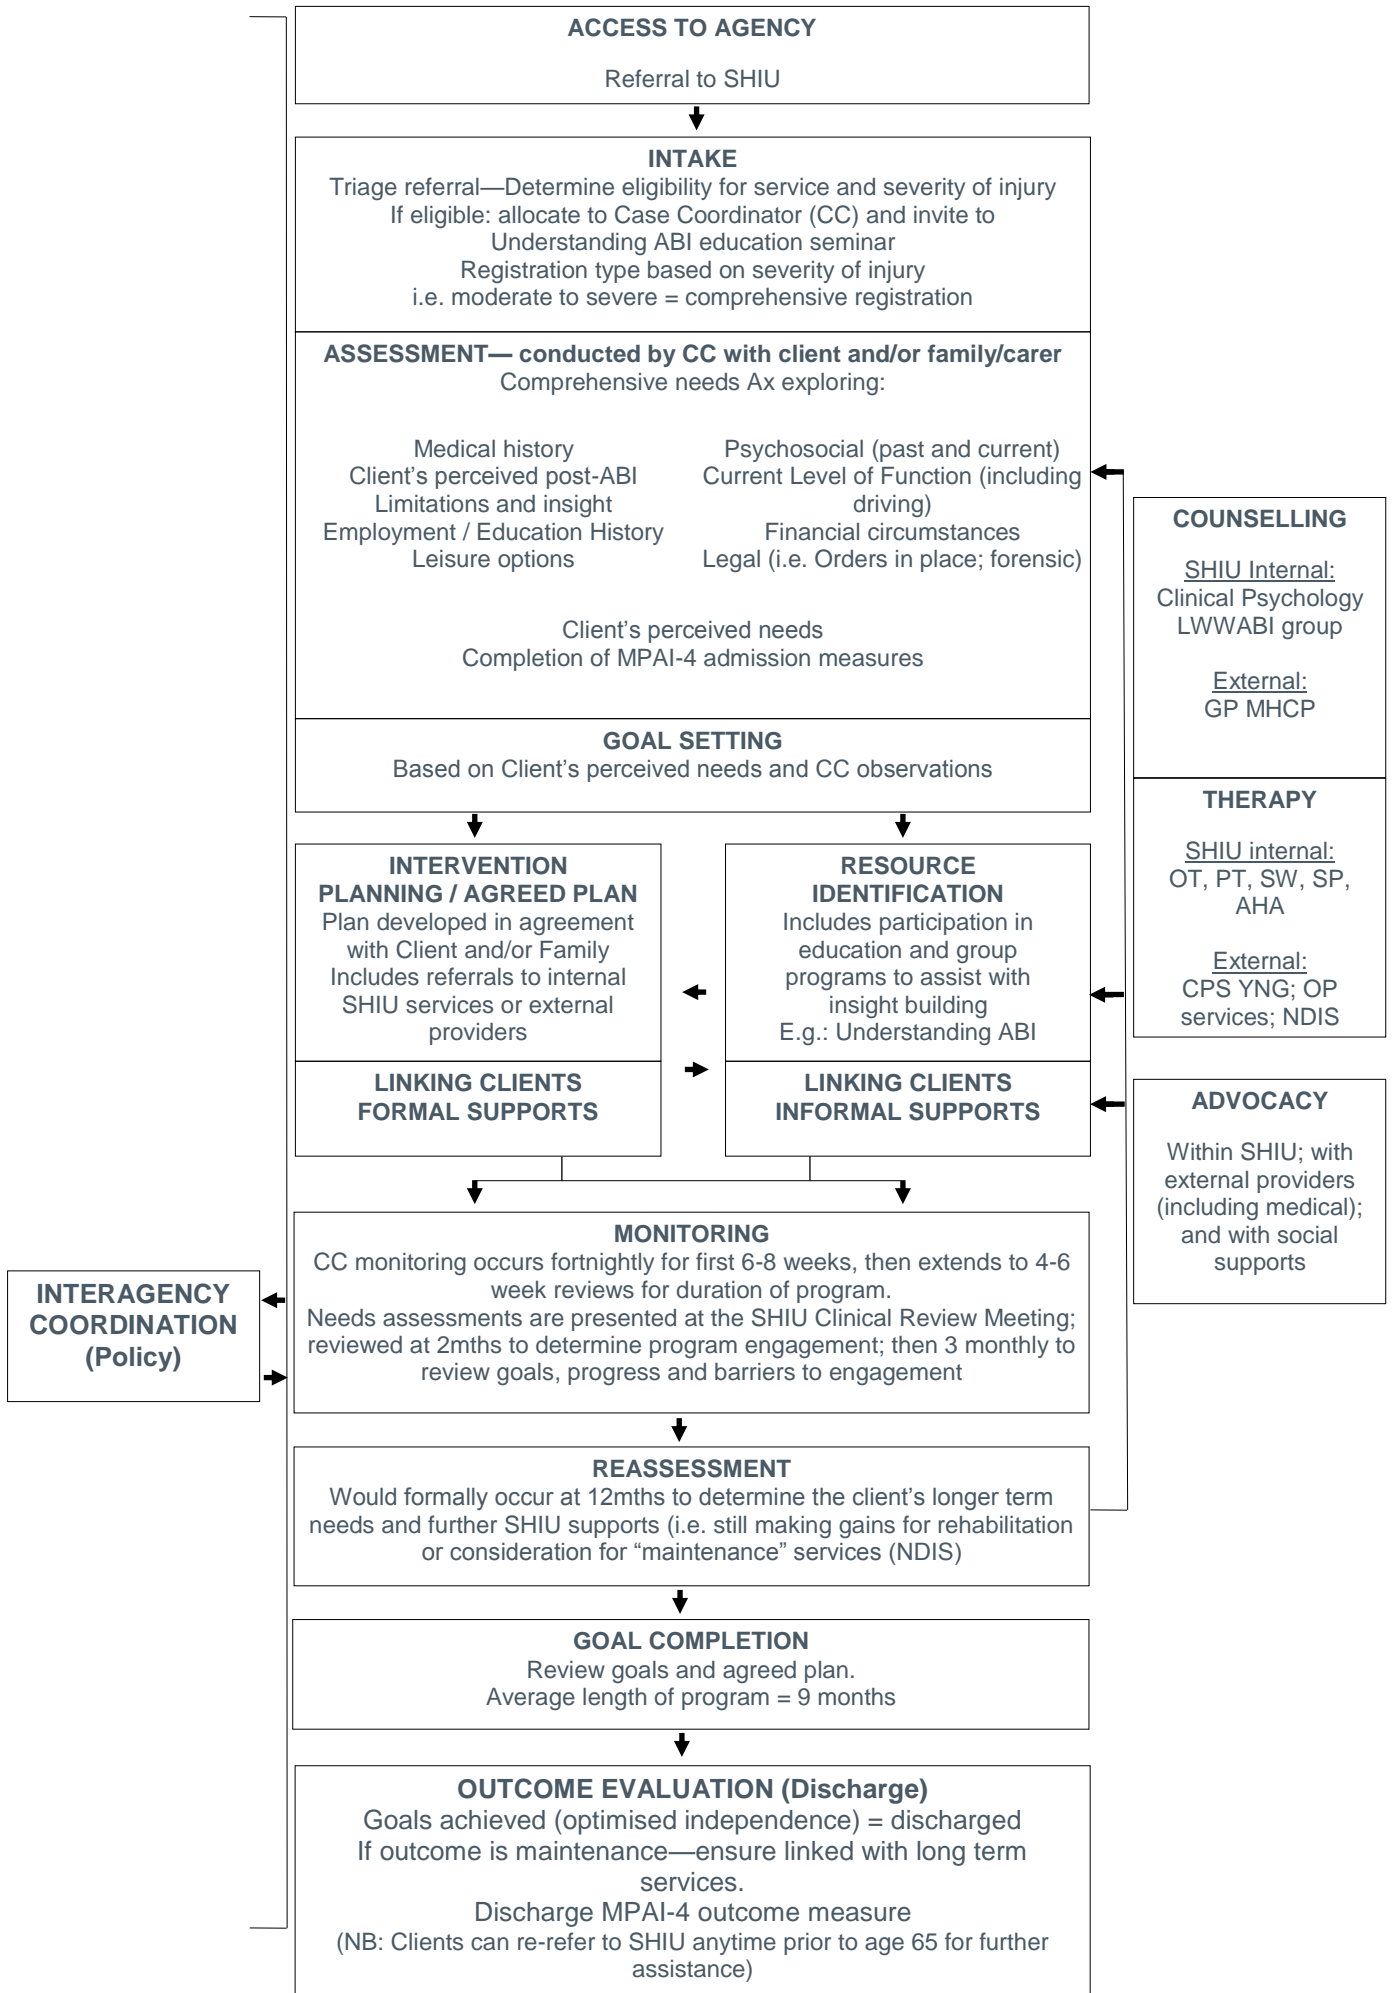 ACCESS TO AGENCY
Referral to SHIU
INTAKE
Triage referral—Determine eligibility for service and severity of injury
If eligible: allocate to Case Coordinator (CC) and invite to
Understanding ABI education seminar
Registration type based on severity of injury
i.e. moderate to severe = comprehensive registration
ASSESSMENT— conducted by CC with client and/or family/carer
Comprehensive needs Ax exploring:
Medical history
Client’s perceived post-ABI
Limitations and insight
Employment / Education History
Leisure options
Psychosocial (past and current)
Current Level of Function (including
driving)
Financial circumstances
Legal (i.e. Orders in place; forensic)
Client’s perceived needs
Completion of MPAI-4 admission measures
GOAL SETTING
Based on Client’s perceived needs and CC observations
INTERVENTION
PLANNING / AGREED PLAN
Plan developed in agreement
with Client and/or Family
Includes referrals to internal
SHIU services or external
providers
LINKING CLIENTS
FORMAL SUPPORTS
RESOURCE
IDENTIFICATION
Includes participation in
education and group
programs to assist with
insight building
E.g.: Understanding ABI
LINKING CLIENTS
INFORMAL SUPPORTS
COUNSELLING
SHIU Internal:
Clinical Psychology
LWWABI group
External:
GP MHCP
THERAPY
SHIU internal:
OT, PT, SW, SP,
AHA
External:
CPS YNG; OP
services; NDIS
ADVOCACY
Within SHIU; with
external providers
(including medical);
and with social
supports
INTERAGENCY
COORDINATION
(Policy)
MONITORING
CC monitoring occurs fortnightly for first 6-8 weeks, then extends to 4-6
week reviews for duration of program.
Needs assessments are presented at the SHIU Clinical Review Meeting;
reviewed at 2mths to determine program engagement; then 3 monthly to
review goals, progress and barriers to engagement
REASSESSMENT
Would formally occur at 12mths to determine the client’s longer term
needs and further SHIU supports (i.e. still making gains for rehabilitation
or consideration for “maintenance” services (NDIS)
GOAL COMPLETION
Review goals and agreed plan.
Average length of program = 9 months
OUTCOME EVALUATION (Discharge)
Goals achieved (optimised independence) = discharged
If outcome is maintenance—ensure linked with long term
services.
Discharge MPAI-4 outcome measure
(NB: Clients can re-refer to SHIU anytime prior to age 65 for further
assistance)